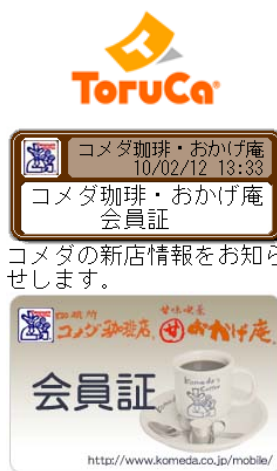 ToruCa
コメダ珈琲・おかげ庵
10/02/12 13:33
コメダ珈琲・おかげ庵
会員証
コメダの新店情報をお知ら
せします。
珈琲所 甘味喫茶
コメダ珈琲店 甘 おかげ庵
会員証
Komeda's
http://www.komeda.co.jp/mobile/